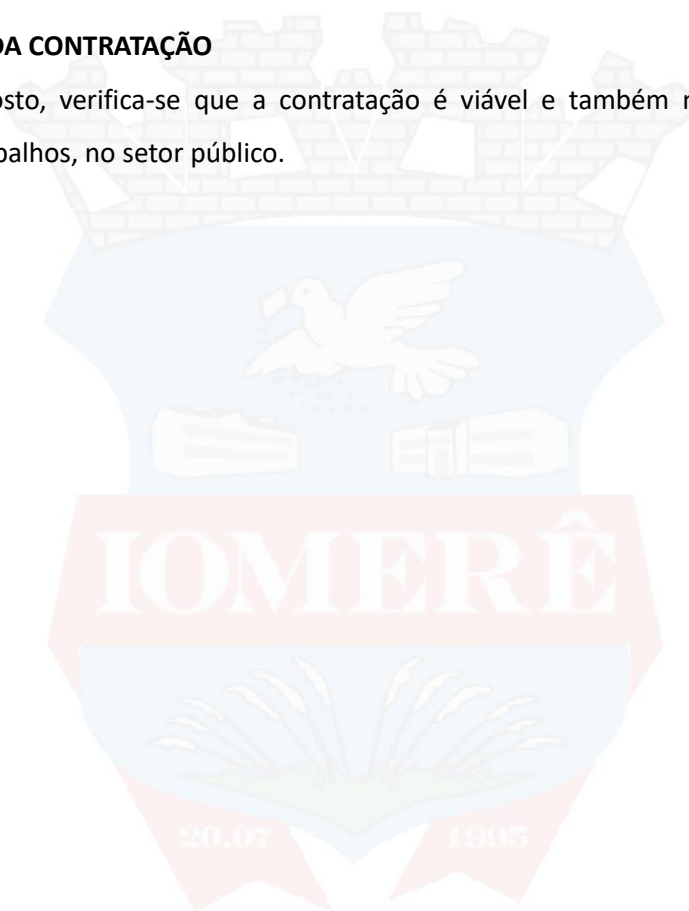 DA CONTRATAÇÃO
osto, verifica-se que a contratação é viável e também
balhos, no setor público.
IOMERÊ
20.07 1995